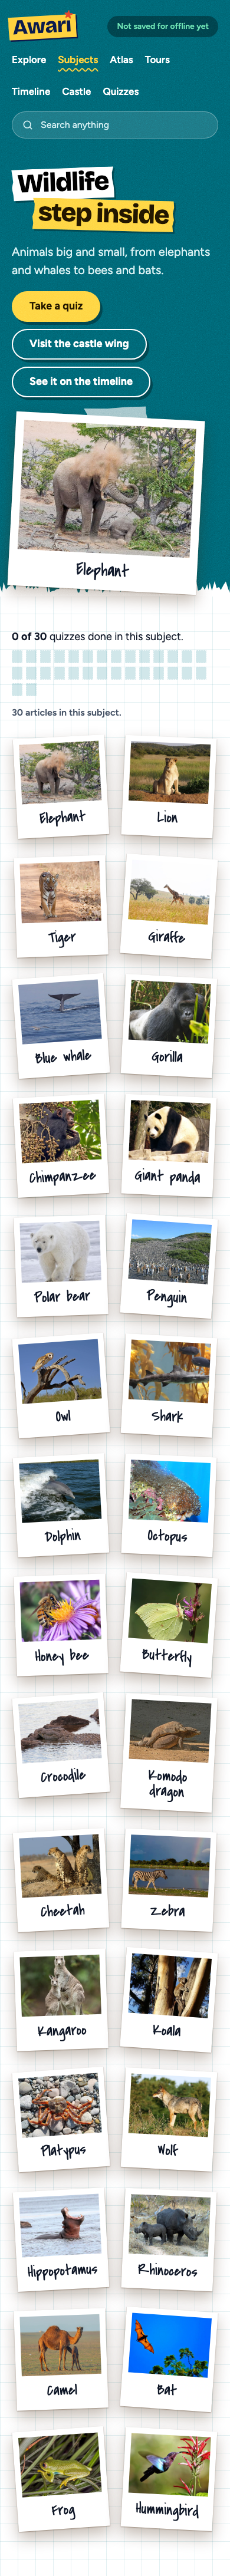 Awari
Not saved for offline yet
Explore Subjects Atlas Tours
Timeline Castle Quizzes
Search anything
Wildlife
step inside
Animals big and small, from elephants
and whales to bees and bats.
Take a quiz
Visit the castle wing
See it on the timeline
Elephant
0 of 30 quizzes done in this subject.
30 articles in this subject.
Elephant
Lion
Tiger
Giraffe
Blue whale
Gorilla
Chimpanzee
Giant panda
Polar bear
Penguin
Owl
Shark
Dolphin
Octopus
Honey bee
Butterfly
Crocodile
Komodo
dragon
Cheetah
Zebra
Kangaroo
Koala
Platypus
Wolf
Hippopotamus
Rhinoceros
Camel
Bat
Frog
Hummingbird